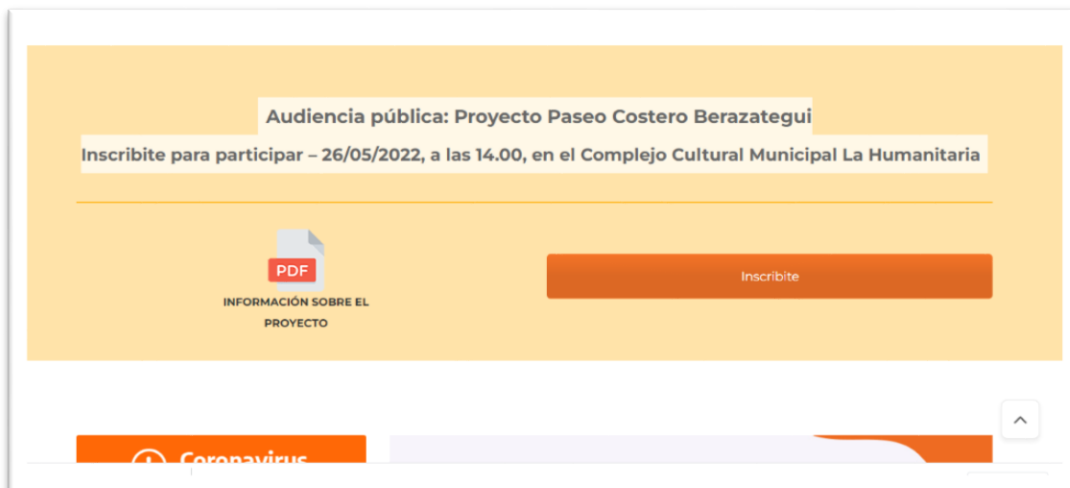 Audiencia pública: Proyecto Paseo Costero Berazategui
Inscribite para participar – 26/05/2022, a las 14.00, en el Complejo Cultural Municipal La Humanitaria
PDF
INFORMACIÓN SOBRE EL
PROYECTO
Inscribite
Coronavirus